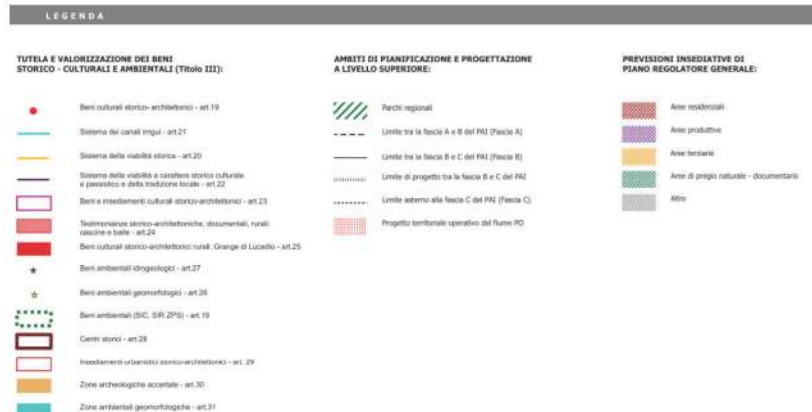 LEGENDA
TUTELA E VALORIZZAZIONE DEI BENI
STORICO - CULTURALI E AMBIENTALI (Titolo III):
Beni culturali storico- architettonici - art.19
Sistema dei canali irrigui - art.21
Sistema della viabilità storica - art.20
Sistema della viabilità a carattere storico culturale
e paesistico e della tradizione locale - art.22
Beni e insediamenti culturali storico-architettonici - art.23
Testimonianze storico-architettoniche, documentali, rurali:
cascine e baite - art.24
Beni culturali storico-architettonici rurali: Grange di Lucedio - art.25
Beni ambientali idrogeologici - art.27
Beni ambientali geomorfologici - art.26
Beni ambientali (SIC, SIR ZPS) - art.19
Centri storici - art.28
Insediamenti urbanistici storico-architettonici - art. 29
Zone archeologiche accertate - art.30
Zone ambientali geomorfologiche - art.31
AMBITI DI PIANIFICAZIONE E PROGETTAZIONE
A LIVELLO SUPERIORE:
Parchi regionali
Limite tra la fascia A e B del PAI (Fascia A)
Limite tra la fascia B e C del PAI (Fascia B)
Limite di progetto tra la fascia B e C del PAI
Limite esterno alla fascia C del PAI (Fascia C)
Progetto territoriale operativo del fiume PO
PREVISIONI INSEDIATIVE DI
PIANO REGOLATORE GENERALE:
Aree residenziali
Aree produttive
Aree terziarie
Aree di pregio naturale - documentario
Altro